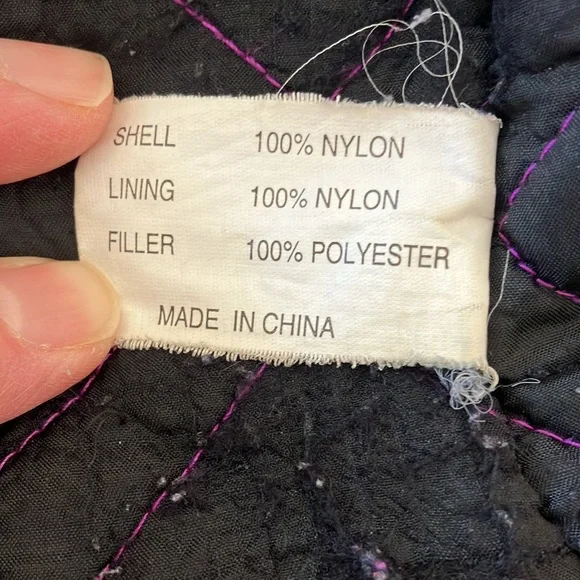 SHELL 100% NYLON
LINING 100% NYLON
FILLER 100% POLYESTER
MADE IN CHINA